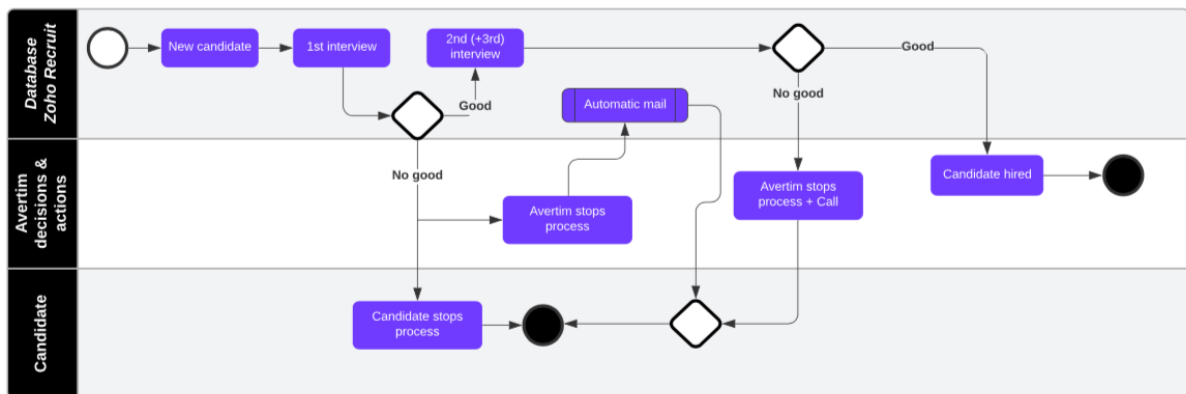 Database
Zoho Recruit
New candidate
1st interview
2nd (+3rd)
interview
Good
Good
No good
Automatic mail
Avertim
decisions &
actions
No good
Avertim stops
process
Avertim stops
process + Call
Candidate hired
Candidate
Candidate stops
process